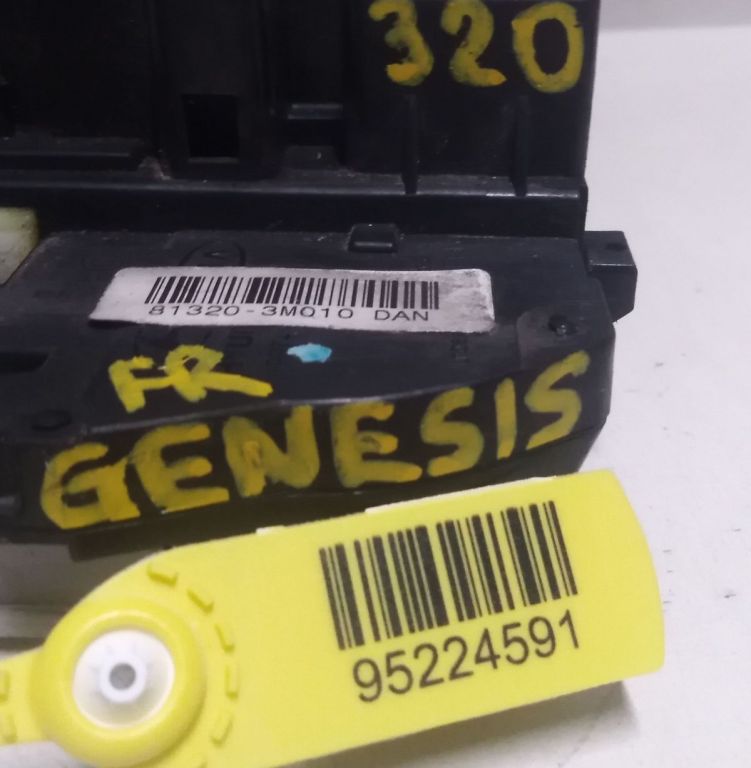 320
81320-3M010 DAN
FR
GENESIS
95224591